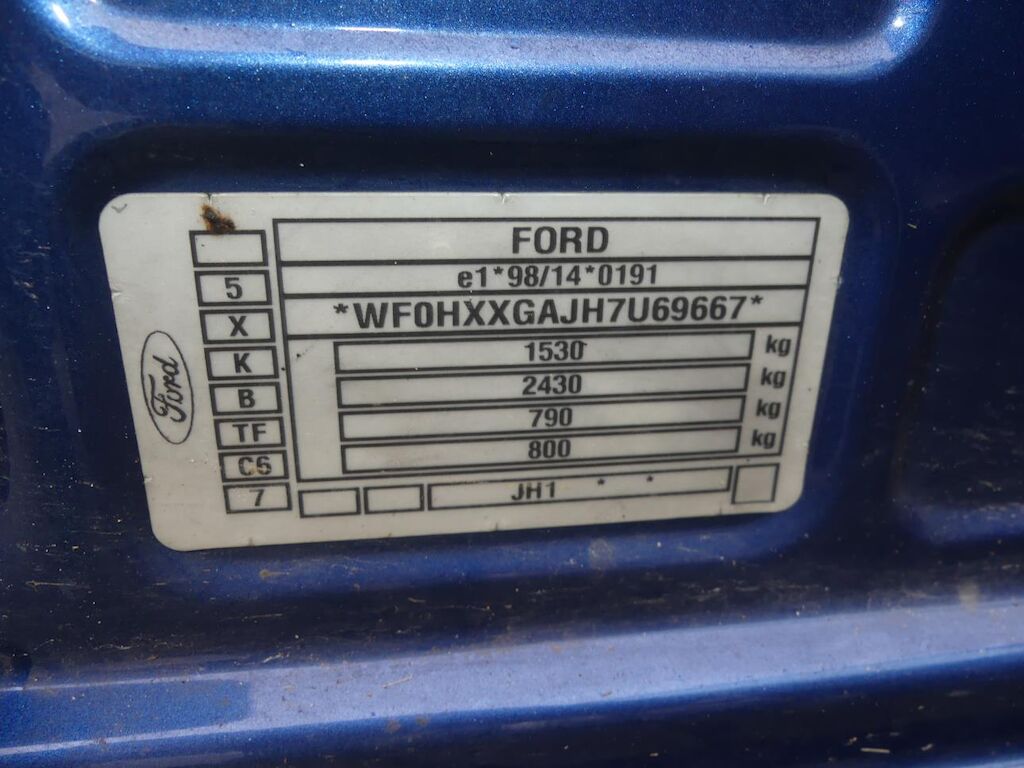 FORD
e1*98/14*0191
*WF0HXXGAJH7U69667*
1530 kg
2430 kg
790 kg
800 kg
JH1 * *
5
X
K
B
TF
C6
7
Ford